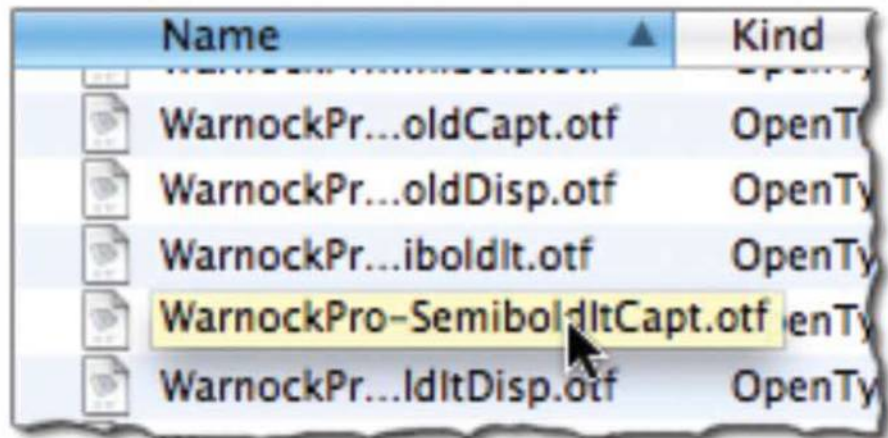 Name Kind
WarnockPr...oldCapt.otf OpenT
WarnockPr...oldDisp.otf OpenTy
WarnockPr...iboldIt.otf OpenTy
WarnockPro-SemiboldItCapt.otf enTy
WarnockPr...ldItDisp.otf OpenTy